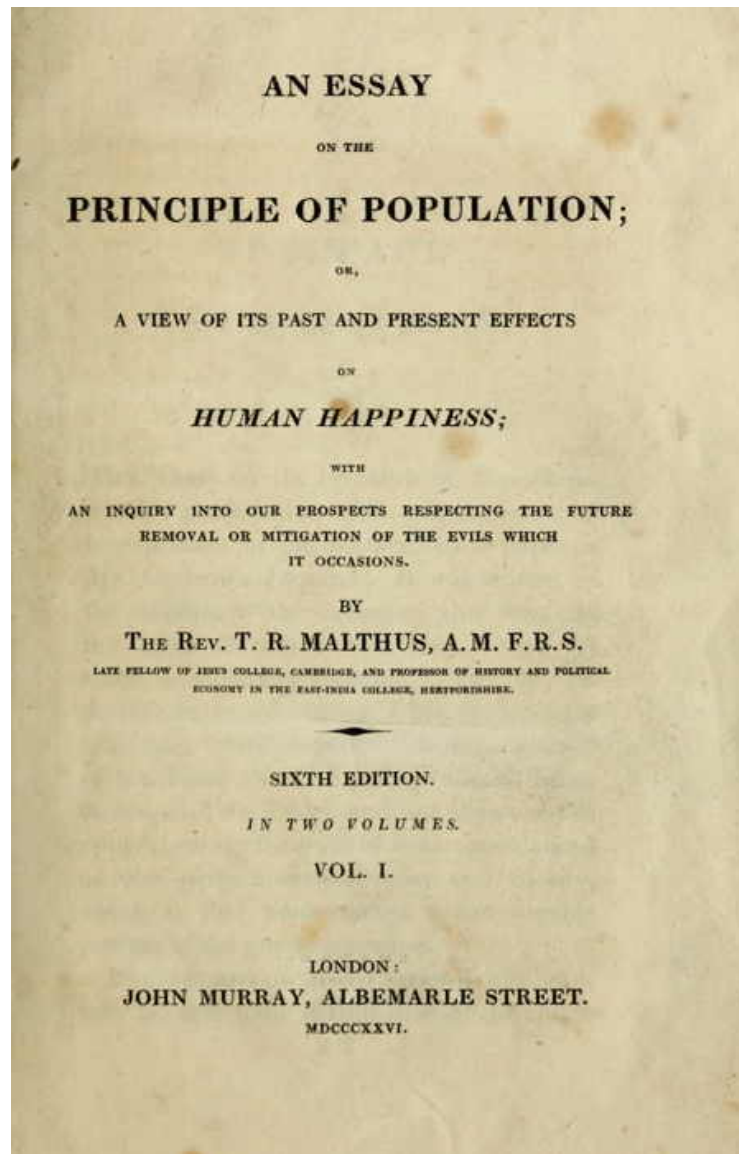 AN ESSAY
ON THE
PRINCIPLE OF POPULATION;
OR,
A VIEW OF ITS PAST AND PRESENT EFFECTS
ON
HUMAN HAPPINESS;
WITH
AN INQUIRY INTO OUR PROSPECTS RESPECTING THE FUTURE
REMOVAL OR MITIGATION OF THE EVILS WHICH
IT OCCASIONS.
BY
THE REV. T. R. MALTHUS, A.M. F.R.S.
LATE FELLOW OF JESUS COLLEGE, CAMBRIDGE, AND PROFESSOR OF HISTORY AND POLITICAL
ECONOMY IN THE EAST-INDIA COLLEGE, HERTFORDSHIRE.
SIXTH EDITION.
IN TWO VOLUMES.
VOL. I.
LONDON:
JOHN MURRAY, ALBEMARLE STREET.
MDCCCXXVI.